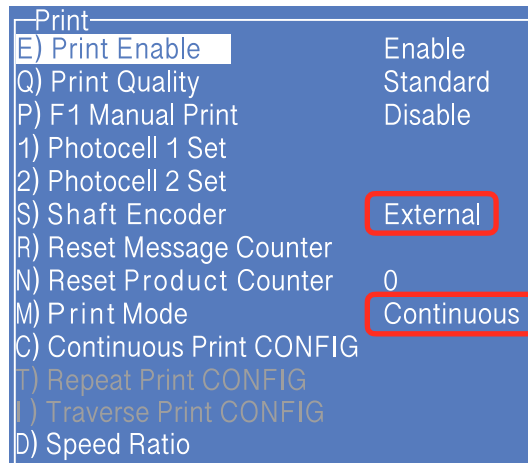 Print
E) Print Enable Enable
Q) Print Quality Standard
P) F1 Manual Print Disable
1) Photocell 1 Set
2) Photocell 2 Set
S) Shaft Encoder External
R) Reset Message Counter
N) Reset Product Counter 0
M) Print Mode Continuous
C) Continuous Print CONFIG
T) Repeat Print CONFIG
I ) Traverse Print CONFIG
D) Speed Ratio